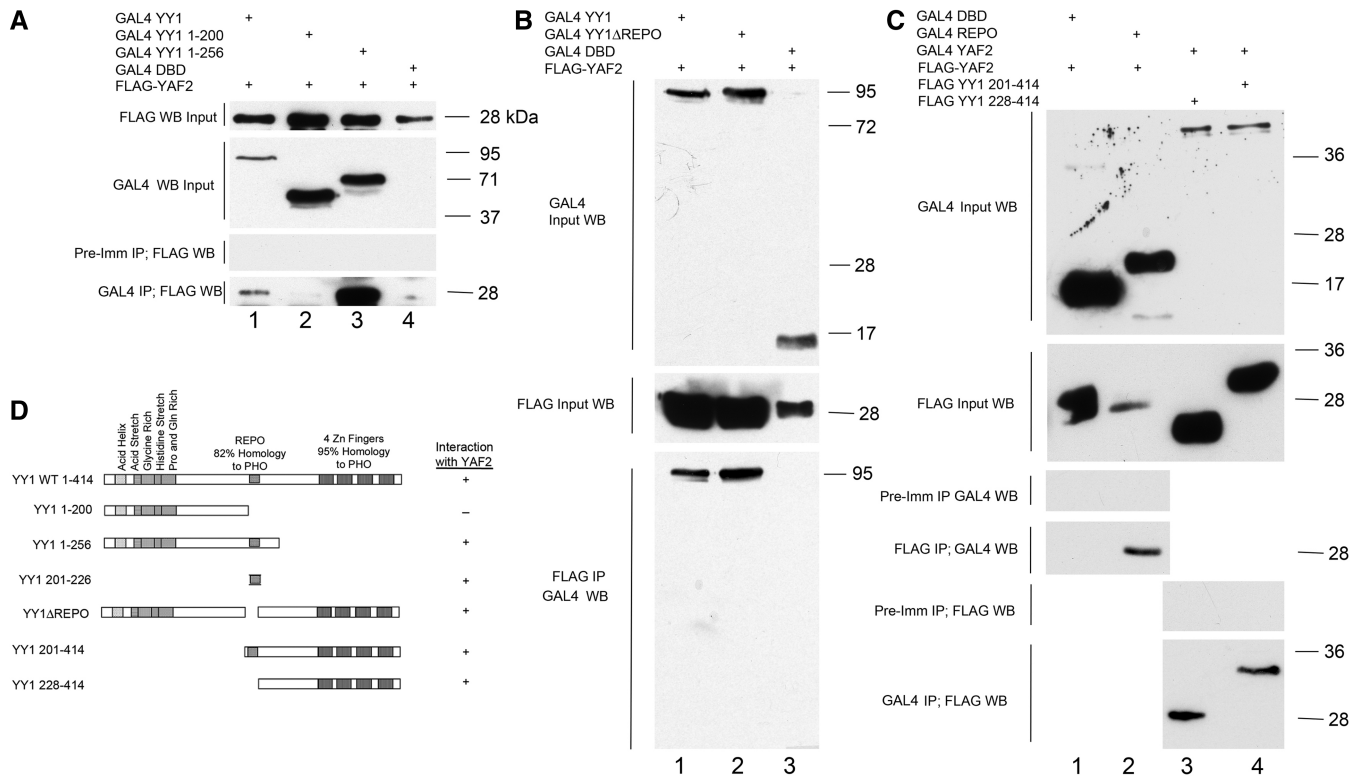 A
GAL4 YY1 +
GAL4 YY1 1-200 +
GAL4 YY1 1-256 +
GAL4 DBD +
FLAG-YAF2 + + + +
FLAG WB Input 28 kDa
GAL4 WB Input
95
71
37
Pre-Imm IP; FLAG WB
GAL4 IP; FLAG WB 28
1 2 3 4
B
GAL4 YY1 +
GAL4 YY1ΔREPO +
GAL4 DBD +
FLAG-YAF2 + + +
GAL4
Input WB
95
72
28
17
FLAG Input WB 28
FLAG IP
GAL4 WB
95
1 2 3
C
GAL4 DBD +
GAL4 REPO +
GAL4 YAF2 + +
FLAG-YAF2 + +
FLAG YY1 201-414 +
FLAG YY1 228-414 +
GAL4 Input WB
36
28
17
FLAG Input WB
36
28
Pre-Imm IP GAL4 WB
FLAG IP; GAL4 WB 28
Pre-Imm IP; FLAG WB
GAL4 IP; FLAG WB
36
28
1 2 3 4
D
Acid Helix
Acid Stretch
Glycine Rich
Histidine Stretch
Pro and Gln Rich
REPO
82% Homology
to PHO
4 Zn Fingers
95% Homology
to PHO
Interaction
with YAF2
YY1 WT 1-414 +
YY1 1-200 –
YY1 1-256 +
YY1 201-226 +
YY1ΔREPO +
YY1 201-414 +
YY1 228-414 +